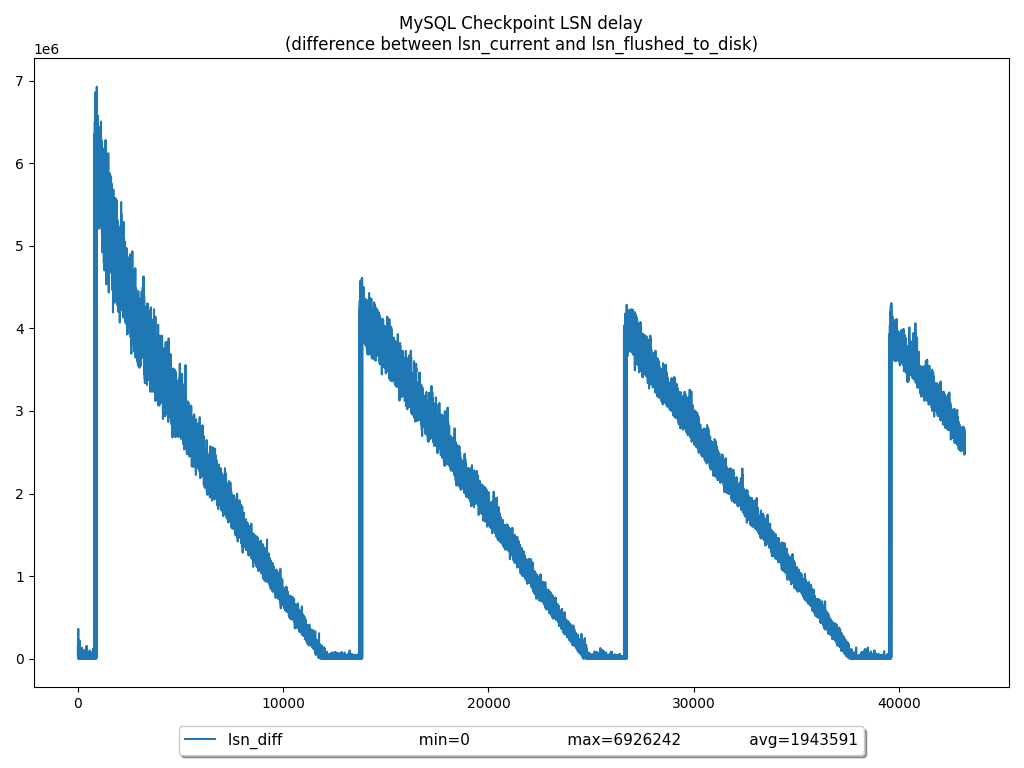 MySQL Checkpoint LSN delay
(difference between lsn_current and lsn_flushed_to_disk)
1e6
7
6
5
4
3
2
1
0
0 10000 20000 30000 40000
lsn_diff min=0 max=6926242 avg=1943591